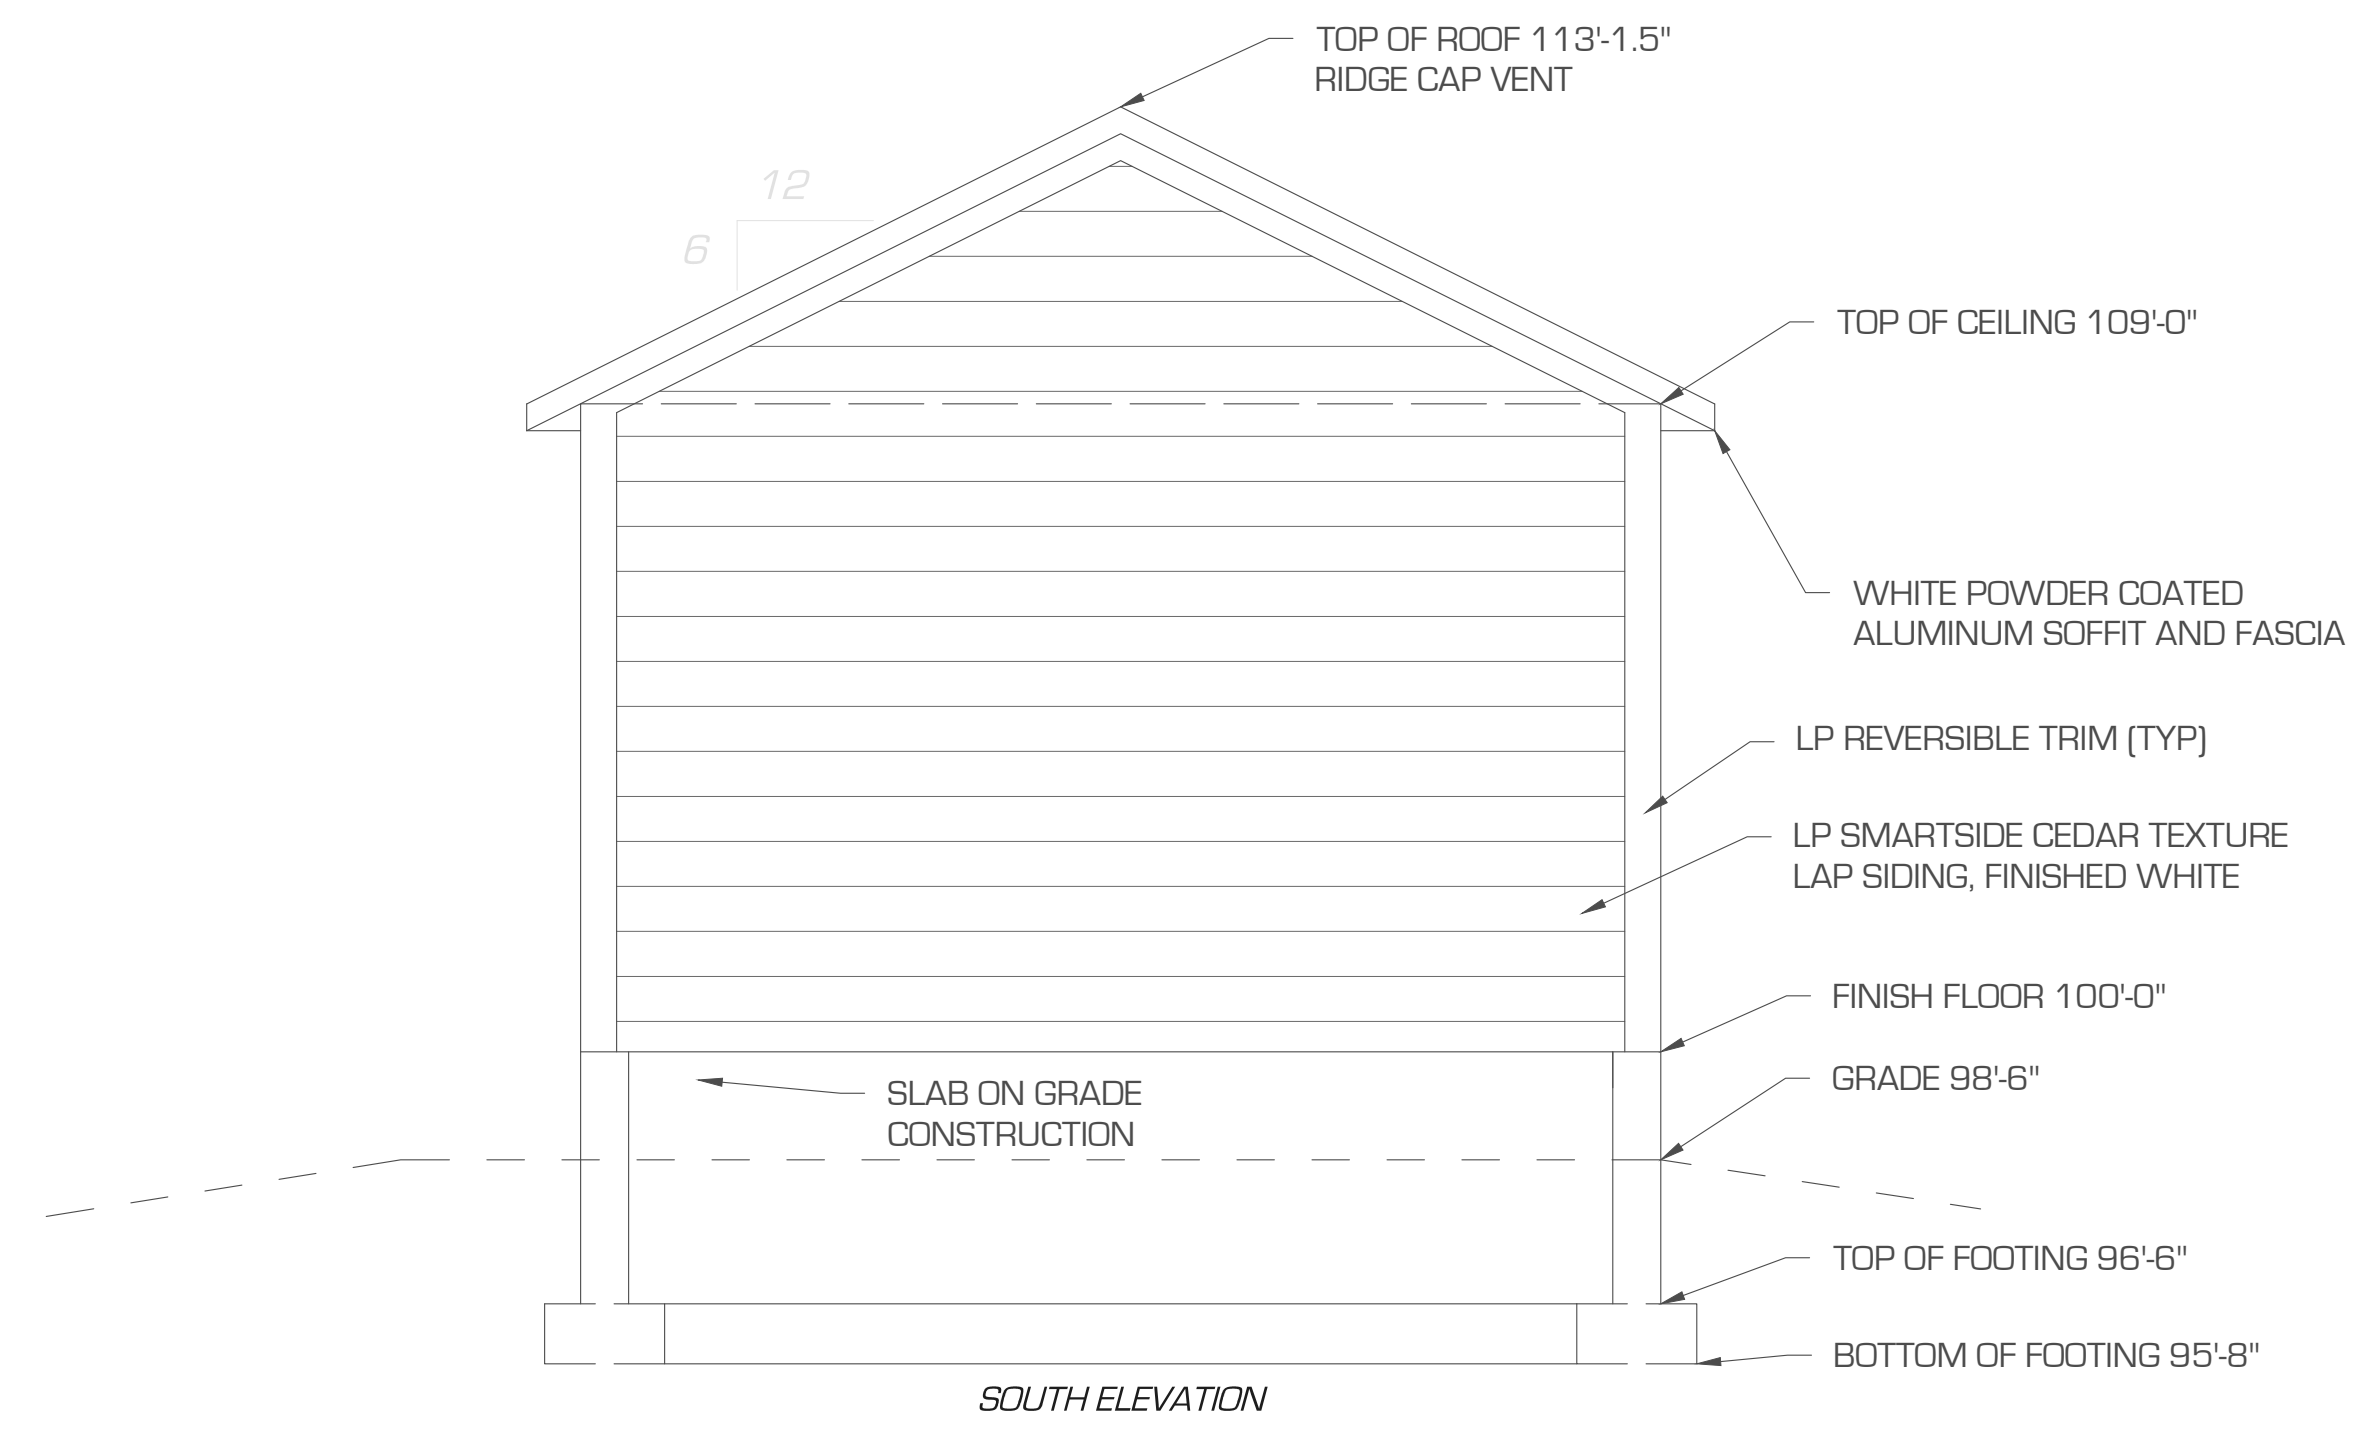 TOP OF ROOF 113'-1.5"
RIDGE CAP VENT
12
6
TOP OF CEILING 109'-0"
WHITE POWDER COATED
ALUMINUM SOFFIT AND FASCIA
LP REVERSIBLE TRIM (TYP)
LP SMARTSIDE CEDAR TEXTURE
LAP SIDING, FINISHED WHITE
FINISH FLOOR 100'-0"
GRADE 98'-6"
SLAB ON GRADE
CONSTRUCTION
TOP OF FOOTING 96'-6"
BOTTOM OF FOOTING 95'-8"
SOUTH ELEVATION